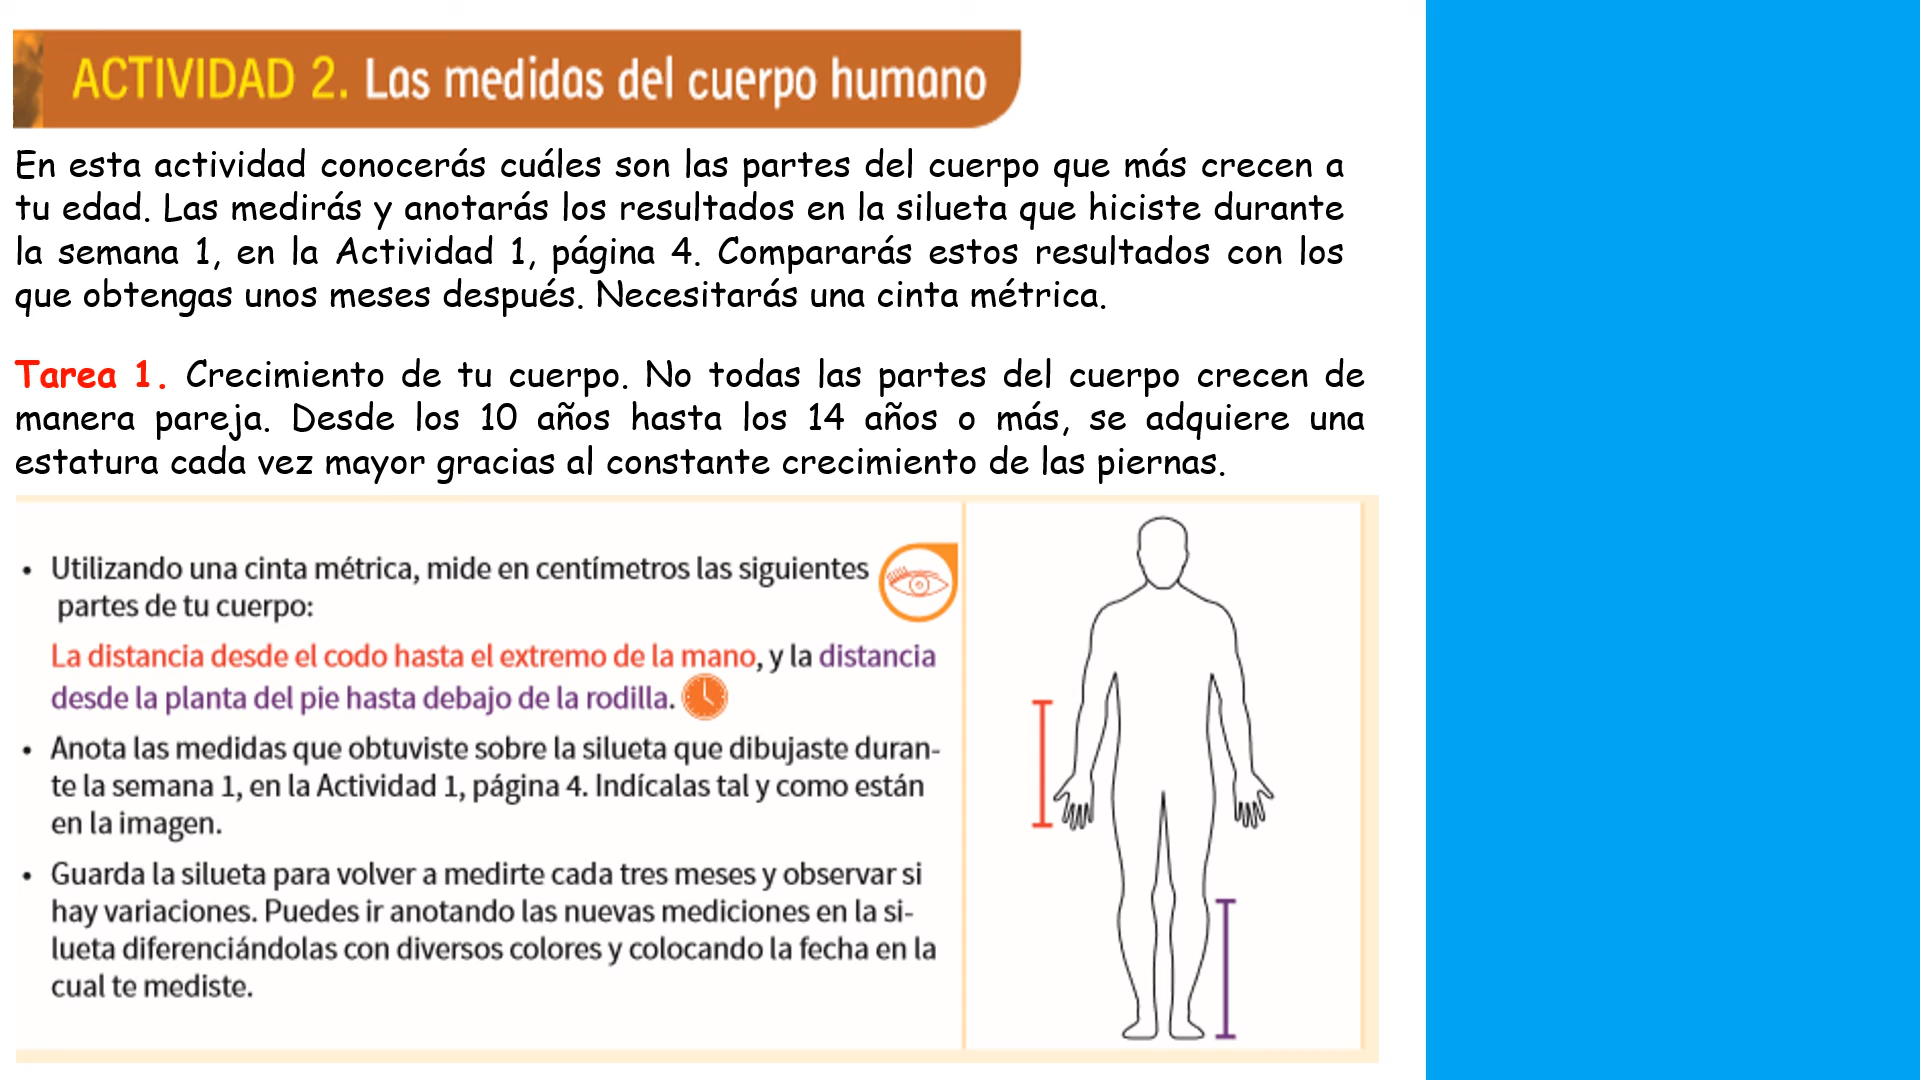 ACTIVIDAD 2. Las medidas del cuerpo humano
En esta actividad conocerás cuáles son las partes del cuerpo que más crecen a
tu edad. Las medirás y anotarás los resultados en la silueta que hiciste durante
la semana 1, en la Actividad 1, página 4. Compararás estos resultados con los
que obtengas unos meses después. Necesitarás una cinta métrica.
Tarea 1. Crecimiento de tu cuerpo. No todas las partes del cuerpo crecen de
manera pareja. Desde los 10 años hasta los 14 años o más, se adquiere una
estatura cada vez mayor gracias al constante crecimiento de las piernas.
• Utilizando una cinta métrica, mide en centímetros las siguientes
partes de tu cuerpo:
La distancia desde el codo hasta el extremo de la mano, y la distancia
desde la planta del pie hasta debajo de la rodilla.
• Anota las medidas que obtuviste sobre la silueta que dibujaste duran-
te la semana 1, en la Actividad 1, página 4. Indícalas tal y como están
en la imagen.
• Guarda la silueta para volver a medirte cada tres meses y observar si
hay variaciones. Puedes ir anotando las nuevas mediciones en la si-
lueta diferenciándolas con diversos colores y colocando la fecha en la
cual te mediste.